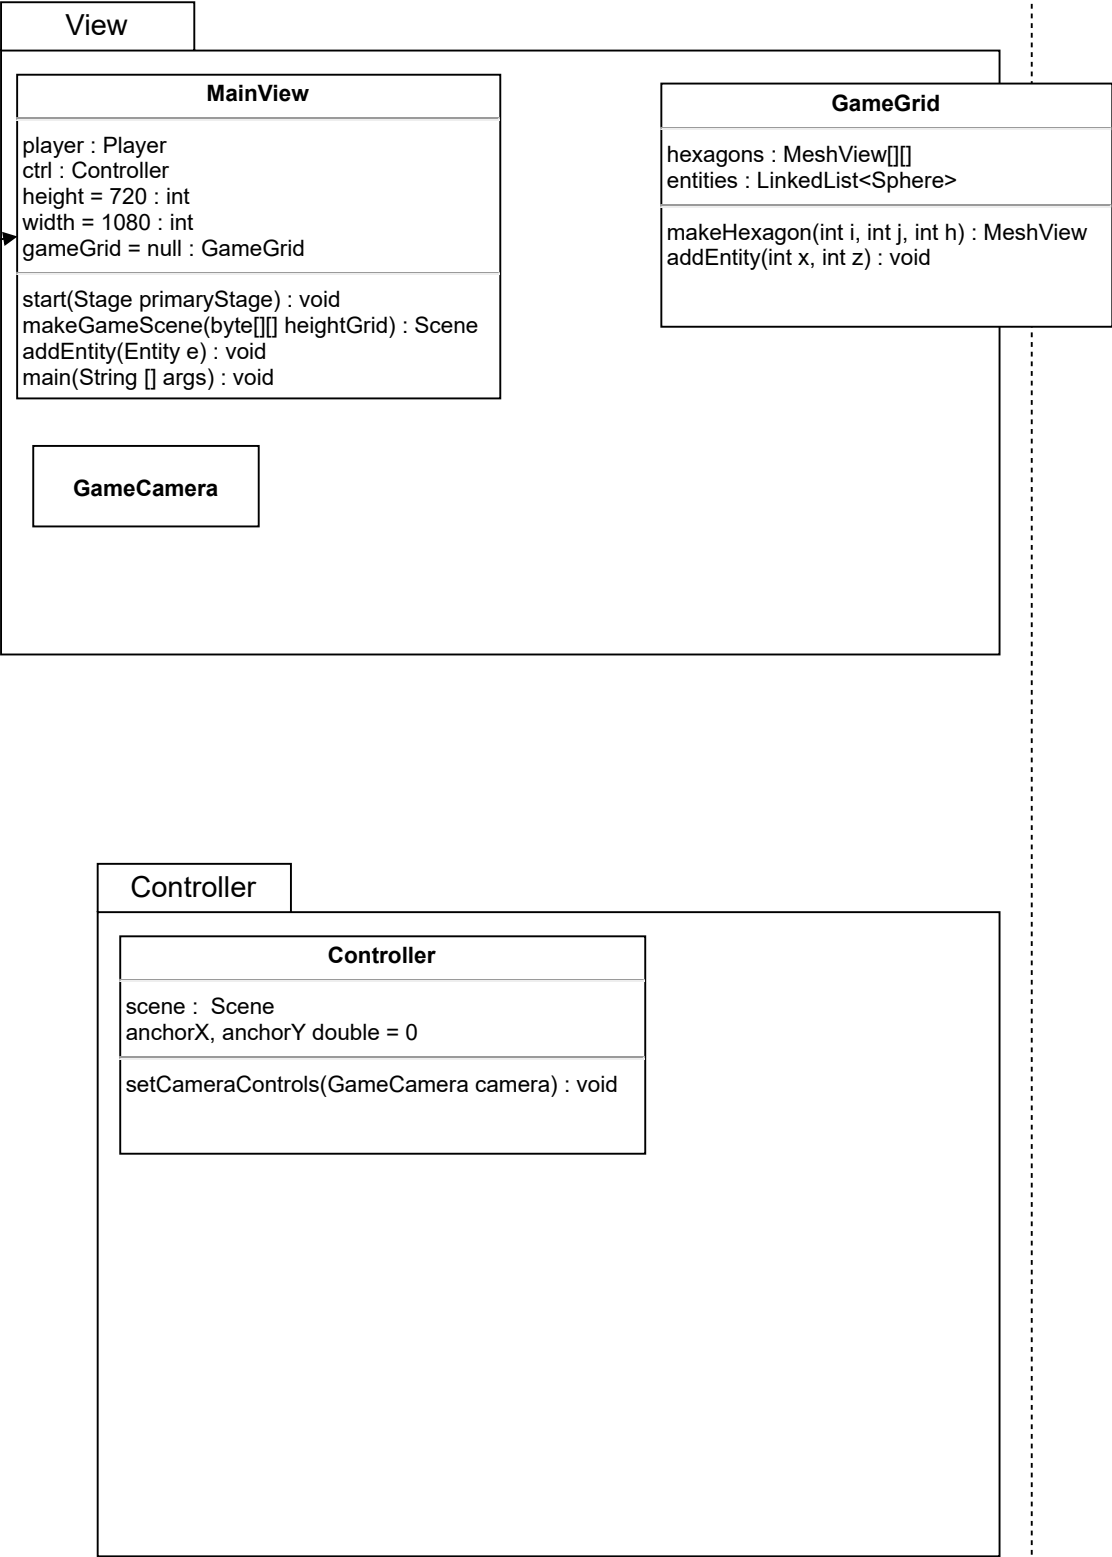 View
MainView
player : Player
ctrl : Controller
height = 720 : int
width = 1080 : int
gameGrid = null : GameGrid
start(Stage primaryStage) : void
makeGameScene(byte[][] heightGrid) : Scene
addEntity(Entity e) : void
main(String [] args) : void
GameGrid
hexagons : MeshView[][]
entities : LinkedList<Sphere>
makeHexagon(int i, int j, int h) : MeshView
addEntity(int x, int z) : void
GameCamera
Controller
Controller
scene :  Scene
anchorX, anchorY double = 0
setCameraControls(GameCamera camera) : void